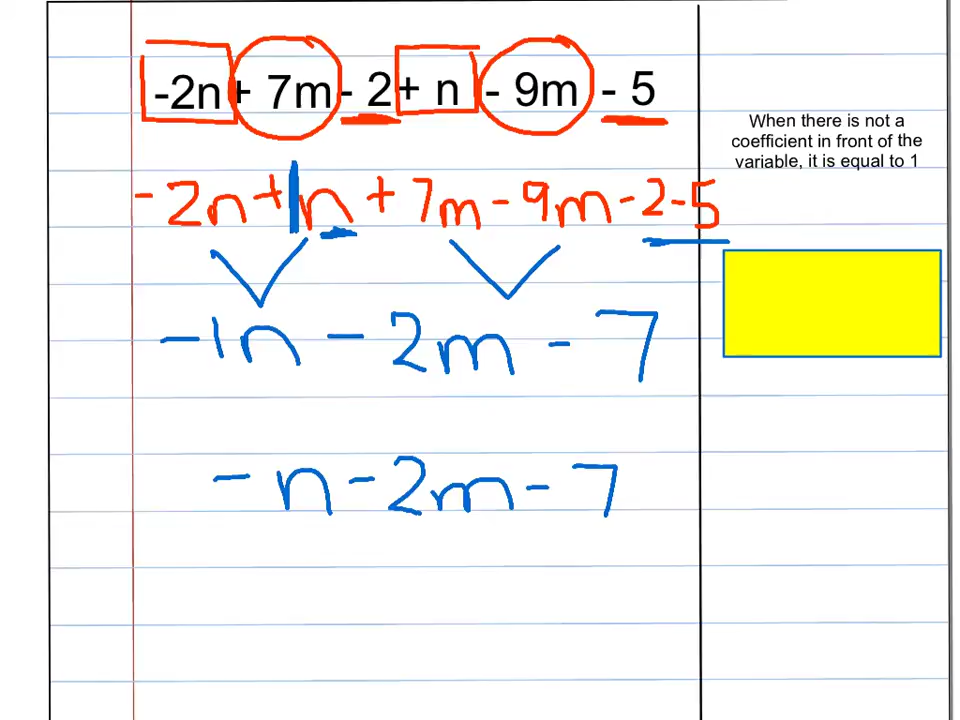 -2n + 7m - 2 + n - 9m - 5
When there is not a
coefficient in front of the
variable, it is equal to 1
-2n + 1n + 7m - 9m - 2 - 5
-1n - 2m - 7
-n - 2m - 7